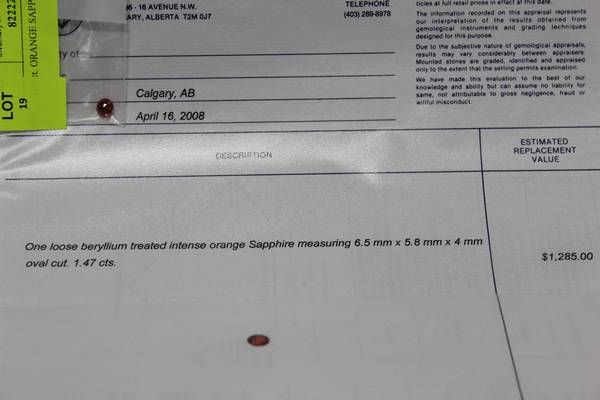 8222
ct. ORANGE SAPP
LOT
19
16 AVENUE N.W.
ARY, ALBERTA T2M 0J7
TELEPHONE
(403) 289-8978
ticles at full retail prices in effect at this date.
The information recorded on this appraisal represents
our interpretation of the results obtained from
gemological instruments and grading techniques
designed for this purpose.
Due to the subjective nature of gemological appraisals,
results may vary considerably between appraisers.
Mounted stones are graded, identified and appraised
only to the extent that the setting permits examination.
We have made this evaluation to the best of our
knowledge and ability but can assume no liability for
same, not attributable to gross negligence, fraud or
willful misconduct.
ty of
Calgary, AB
April 16, 2008
DESCRIPTION
ESTIMATED
REPLACEMENT
VALUE
One loose beryllium treated intense orange Sapphire measuring 6.5 mm x 5.8 mm x 4 mm
oval cut. 1.47 cts.
$1,285.00